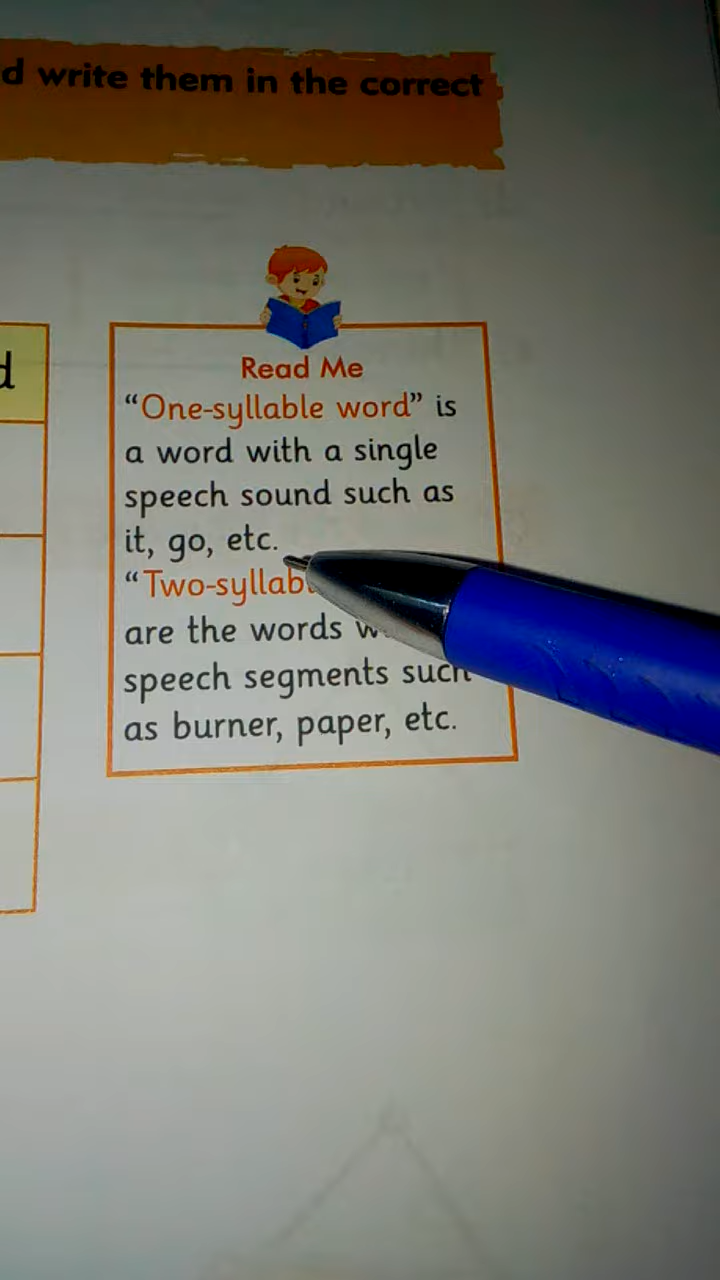 d write them in the correct
d
Read Me
“One-syllable word” is
a word with a single
speech sound such as
it, go, etc.
“Two-syllab
are the words w
speech segments such
as burner, paper, etc.